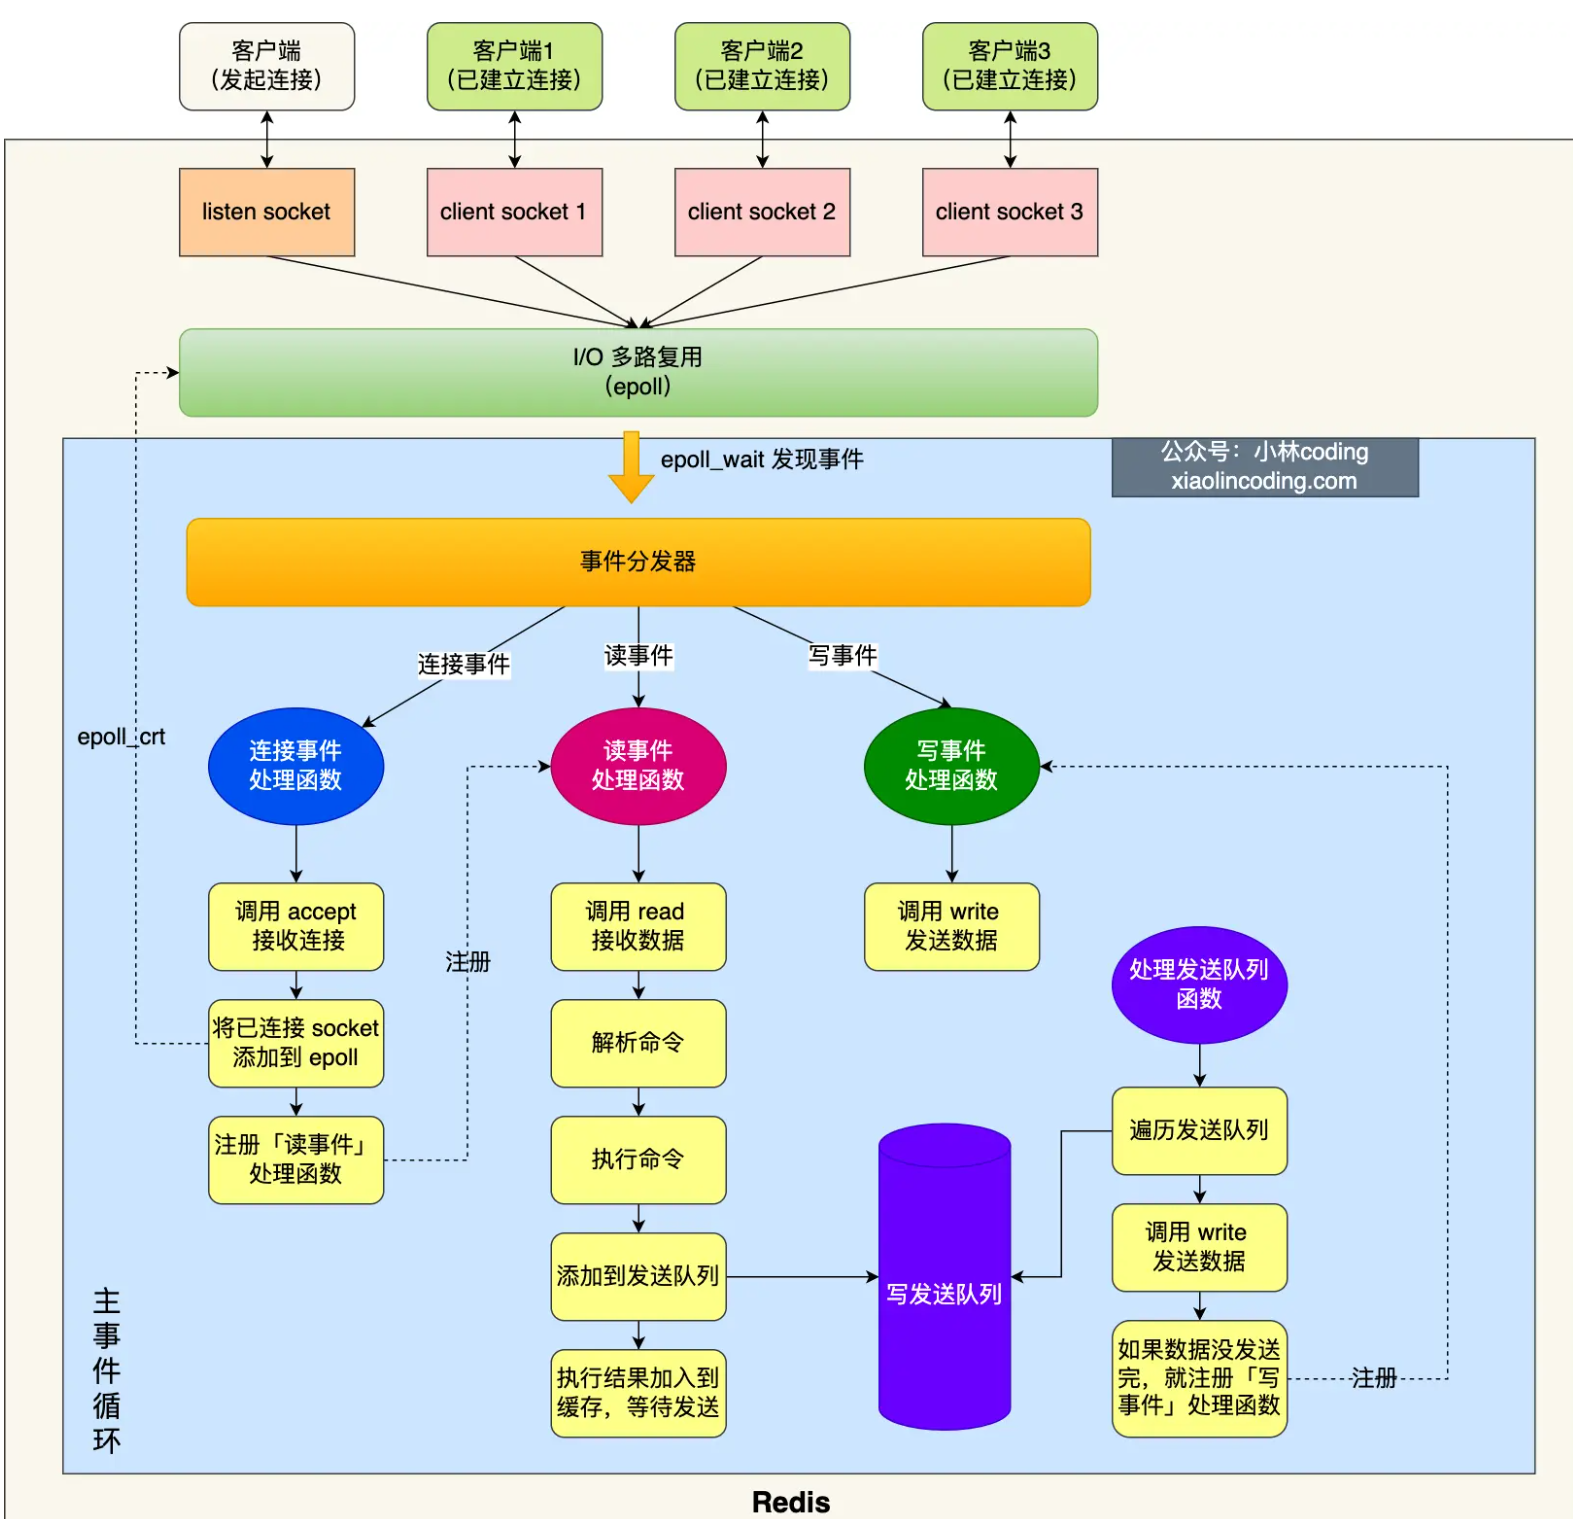 客户端
（发起连接）
客户端1
（已建立连接）
客户端2
（已建立连接）
客户端3
（已建立连接）
listen socket
client socket 1
client socket 2
client socket 3
I/O 多路复用
（epoll）
epoll_wait 发现事件
公众号：小林coding
xiaolincoding.com
事件分发器
连接事件
读事件
写事件
epoll_crt
连接事件
处理函数
读事件
处理函数
写事件
处理函数
调用 accept
接收连接
调用 read
接收数据
调用 write
发送数据
注册
处理发送队列
函数
将已连接 socket
添加到 epoll
解析命令
注册「读事件」
处理函数
执行命令
遍历发送队列
调用 write
发送数据
添加到发送队列
写发送队列
执行结果加入到
缓存，等待发送
如果数据没发送
完，就注册「写
事件」处理函数
注册
主
事
件
循
环
Redis